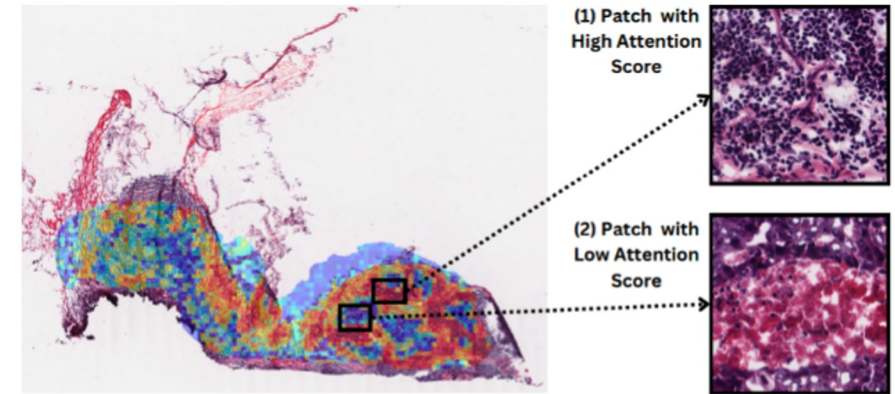 (1) Patch with
High Attention
Score
(2) Patch with
Low Attention
Score